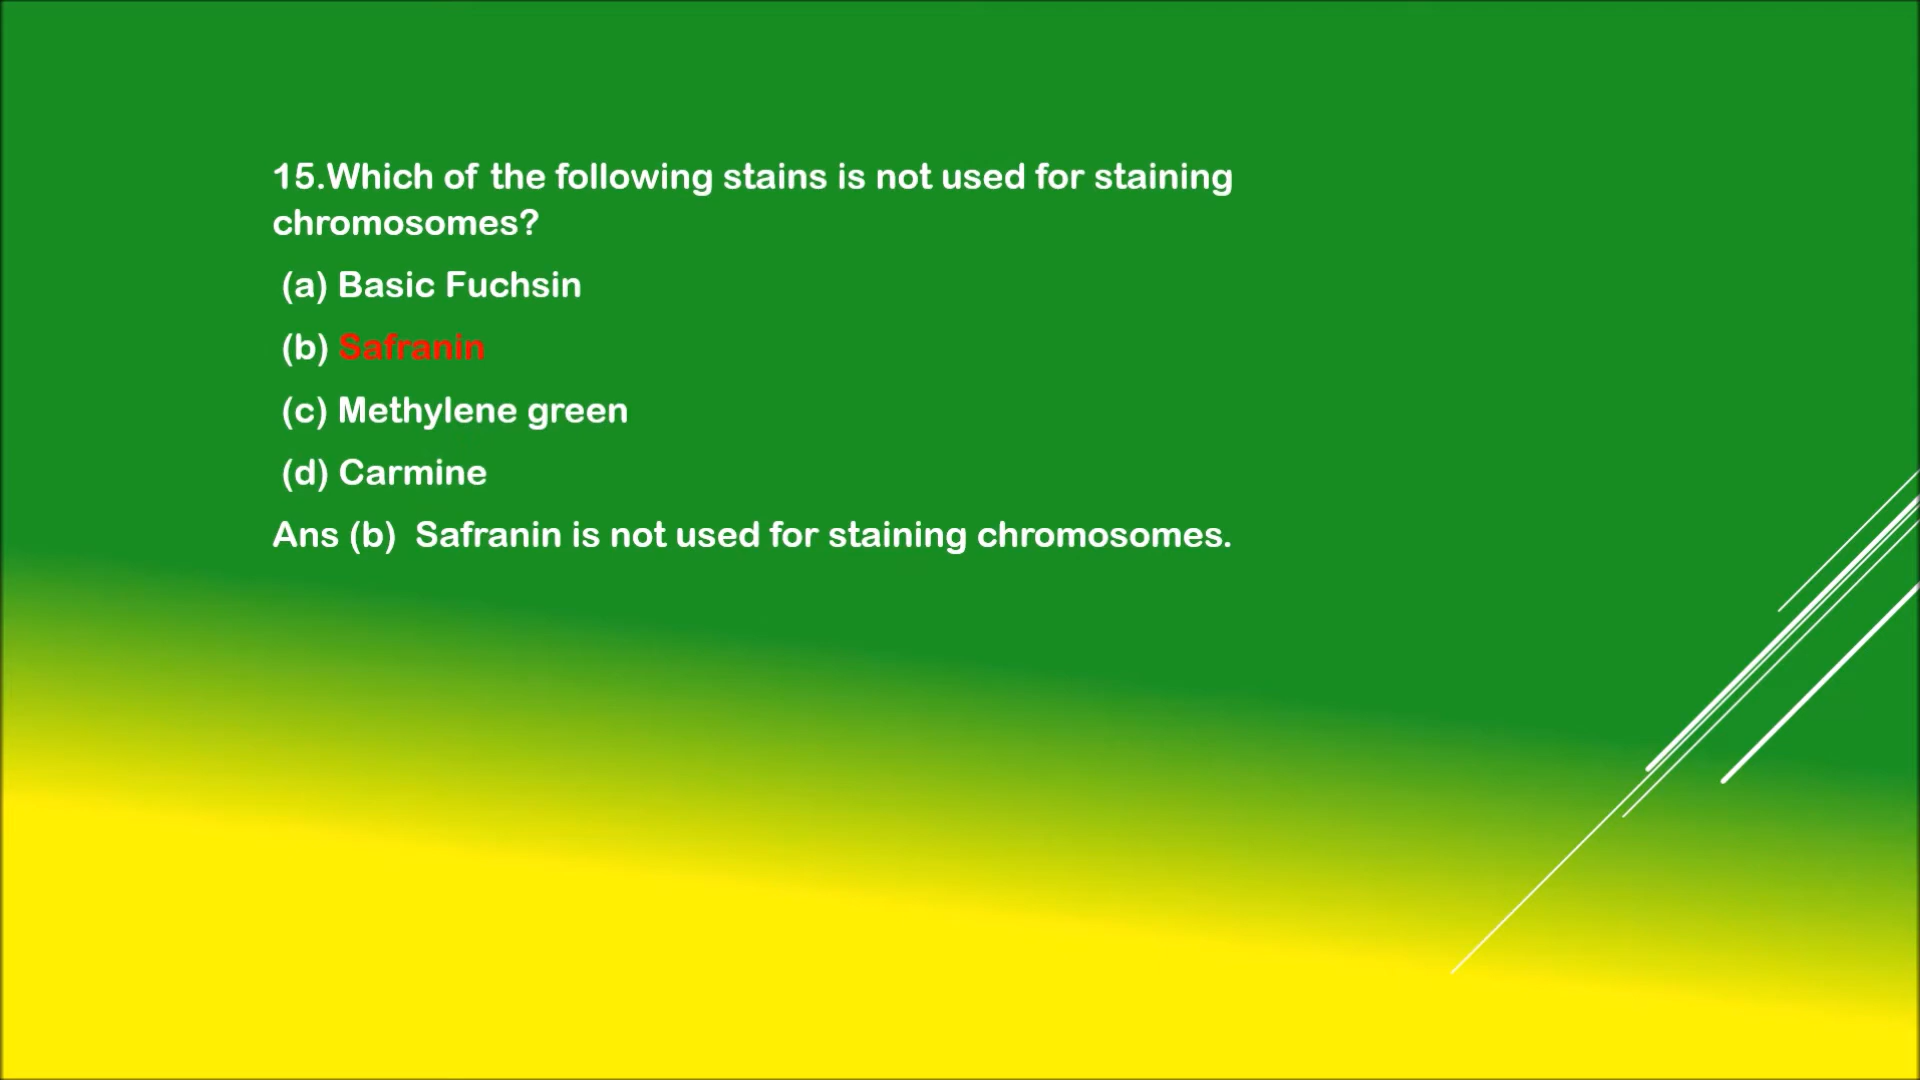 15.Which of the following stains is not used for staining
chromosomes?
(a) Basic Fuchsin
(b) Safranin
(c) Methylene green
(d) Carmine
Ans (b)  Safranin is not used for staining chromosomes.